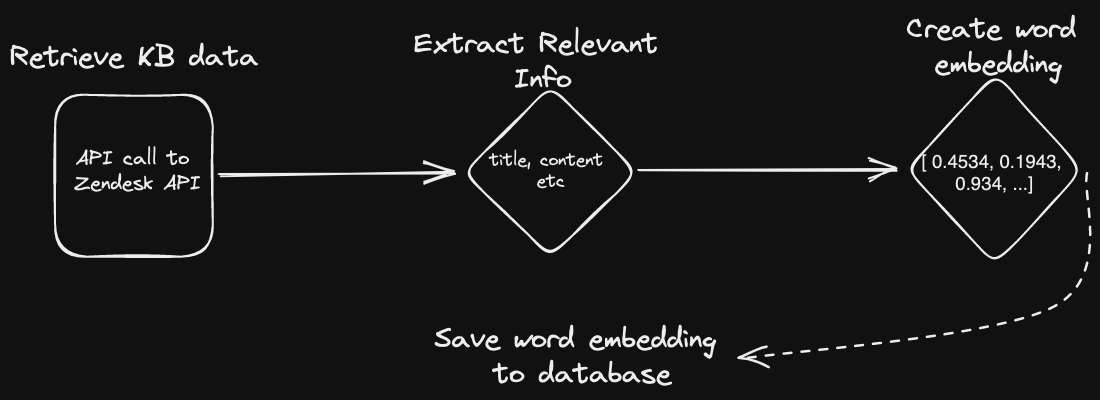 Retrieve KB data
API call to
Zendesk API
Extract Relevant
Info
title, content
etc
Create word
embedding
[ 0.4534, 0.1943,
0.934, ...]
Save word embedding
to database